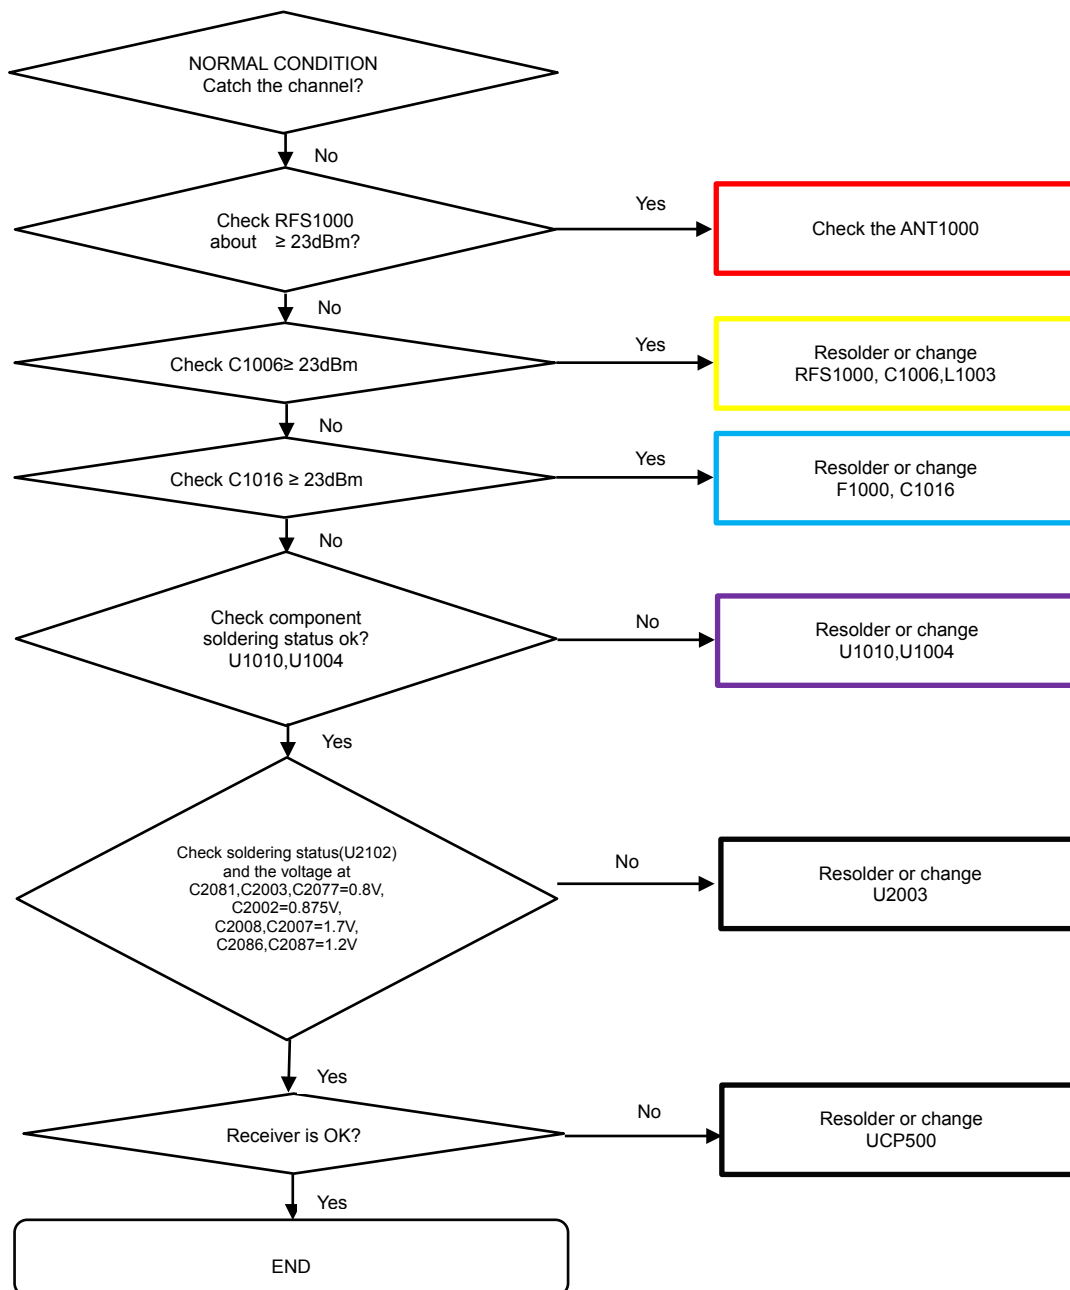 NORMAL CONDITION
Catch the channel?
No
Check RFS1000
about ≥ 23dBm?
Yes
Check the ANT1000
No
Check C1006≥ 23dBm
Yes
Resolder or change
RFS1000, C1006,L1003
No
Check C1016 ≥ 23dBm
Yes
Resolder or change
F1000, C1016
No
Check component
soldering status ok?
U1010,U1004
No
Resolder or change
U1010,U1004
Yes
Check soldering status(U2102)
and the voltage at
C2081,C2003,C2077=0.8V,
C2002=0.875V,
C2008,C2007=1.7V,
C2086,C2087=1.2V
No
Resolder or change
U2003
Yes
Receiver is OK?
No
Resolder or change
UCP500
Yes
END